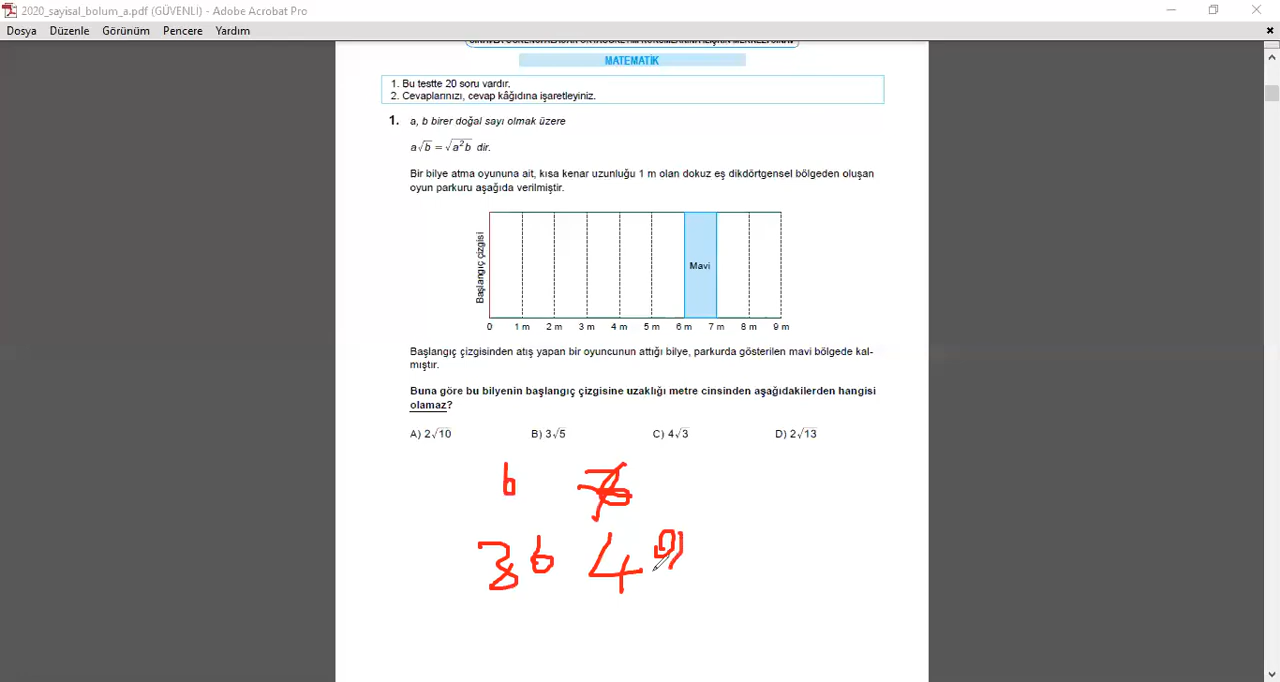 2020_sayisal_bolum_a.pdf (GÜVENLI) - Adobe Acrobat Pro
Dosya Düzenle Görünüm Pencere Yardım
MATEMATİK
1. Bu testte 20 soru vardır.
2. Cevaplarınızı, cevap kâğıdına işaretleyiniz.
1. a, b birer doğal sayı olmak üzere
a√b = √a²b dir.
Bir bilye atma oyununa ait, kısa kenar uzunluğu 1 m olan dokuz eş dikdörtgensel bölgeden oluşan
oyun parkuru aşağıda verilmiştir.
Başlangıç çizgisi
Mavi
0 1 m 2 m 3 m 4 m 5 m 6 m 7 m 8 m 9 m
Başlangıç çizgisinden atış yapan bir oyuncunun attığı bilye, parkurda gösterilen mavi bölgede kal-
mıştır.
Buna göre bu bilyenin başlangıç çizgisine uzaklığı metre cinsinden aşağıdakilerden hangisi
olamaz?
A) 2√10 B) 3√5 C) 4√3 D) 2√13
6 7
36 49